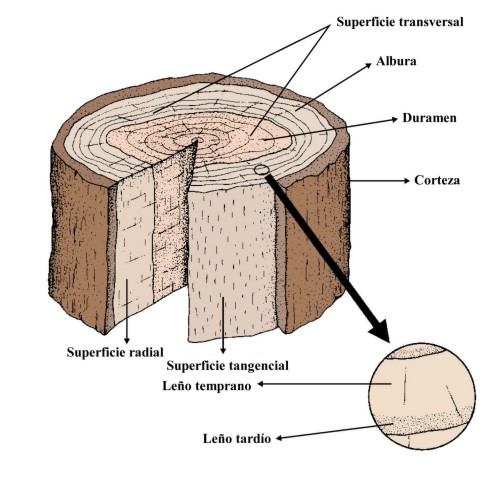 Superficie transversal
Albura
Duramen
Corteza
Superficie radial
Superficie tangencial
Leño temprano
Leño tardío